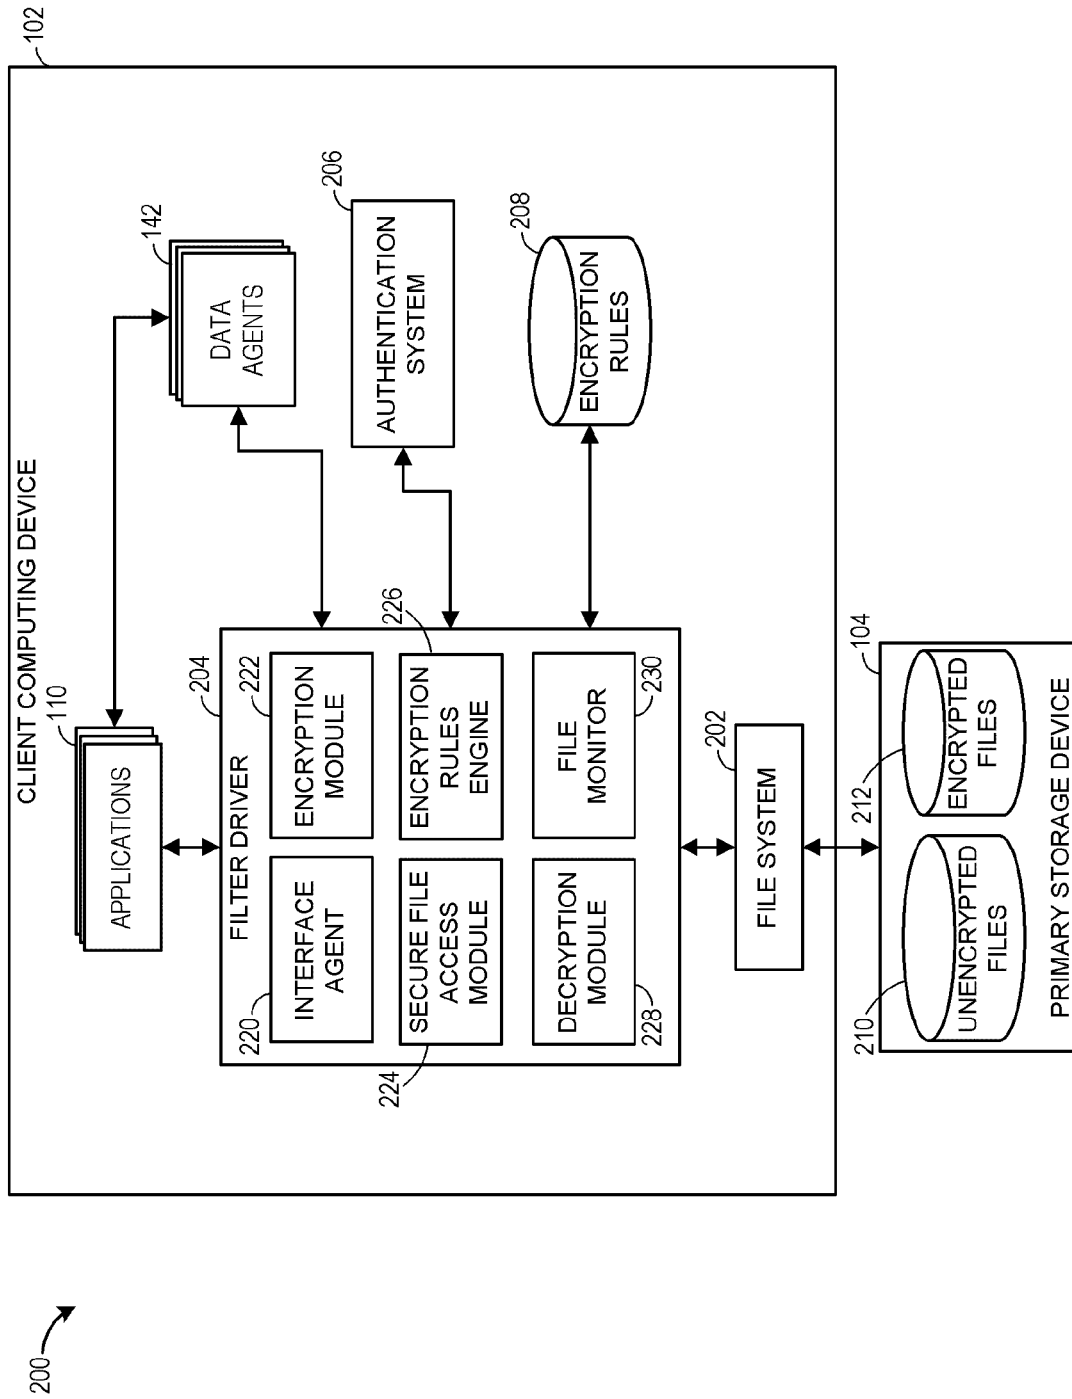 200
CLIENT COMPUTING DEVICE
102
110
APPLICATIONS
142
DATA
AGENTS
FILTER DRIVER
204
220
INTERFACE
AGENT
222
ENCRYPTION
MODULE
224
SECURE FILE
ACCESS
MODULE
226
ENCRYPTION
RULES
ENGINE
228
DECRYPTION
MODULE
230
FILE
MONITOR
206
AUTHENTICATION
SYSTEM
208
ENCRYPTION
RULES
202
FILE SYSTEM
104
210
UNENCRYPTED
FILES
212
ENCRYPTED
FILES
PRIMARY STORAGE DEVICE